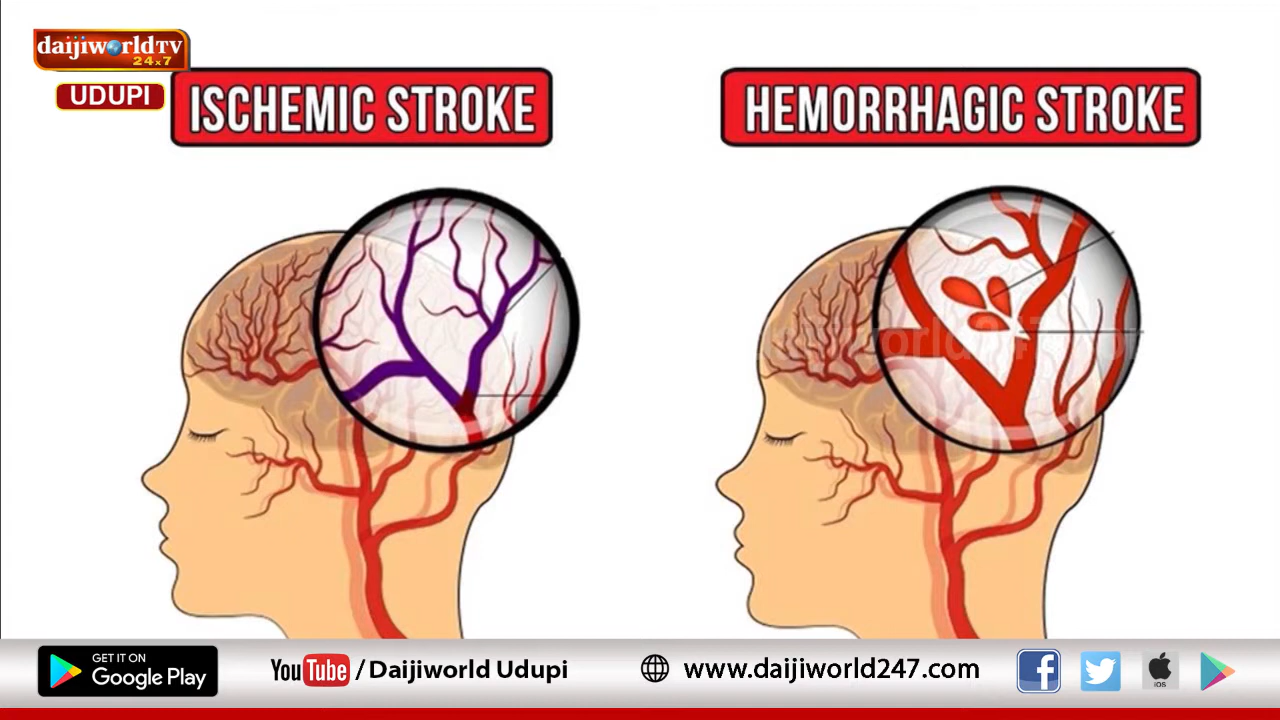 daijiworldTV
24x7
UDUPI
ISCHEMIC STROKE
HEMORRHAGIC STROKE
GET IT ON
Google Play
YouTube / Daijiworld Udupi
www.daijiworld247.com
iOS